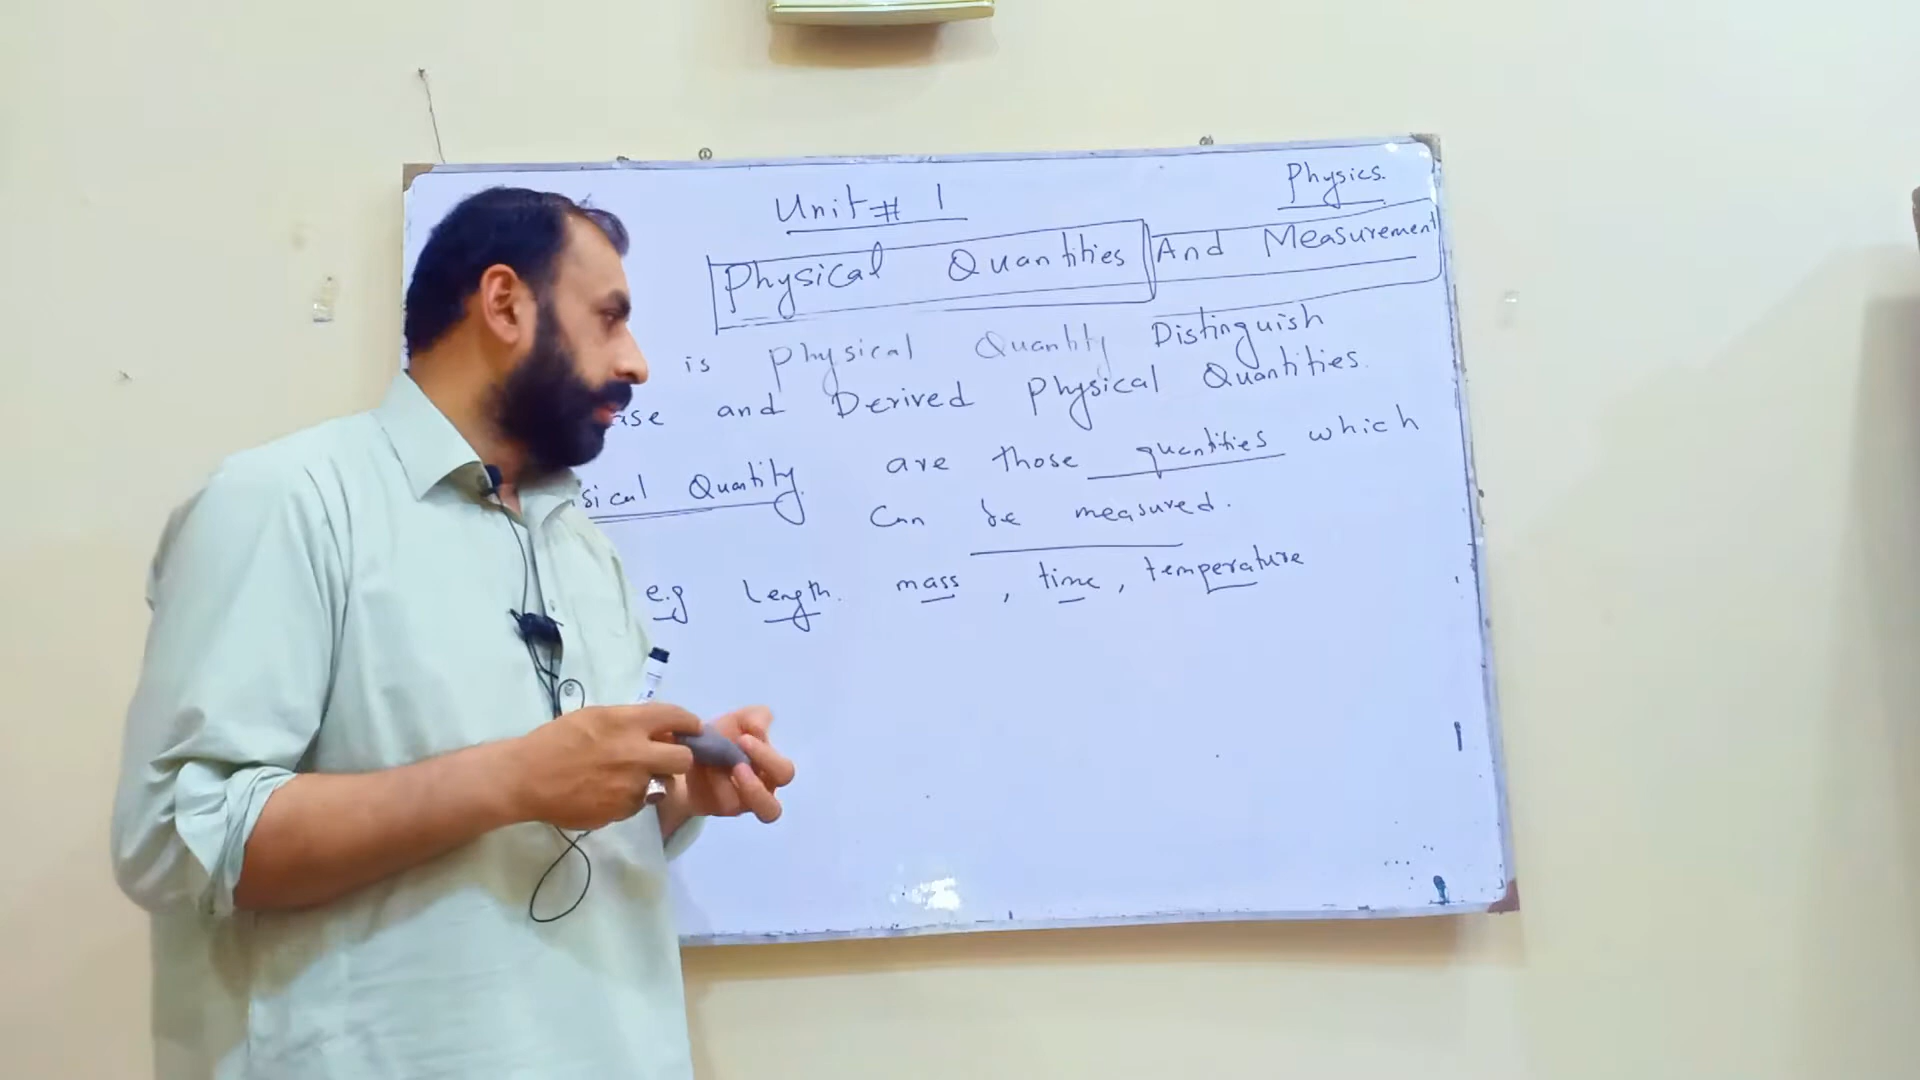 Physics.
Unit # 1
Physical Quantities And Measurement
is physical Quantity Distinguish
and Derived Physical Quantities.
Quantity. are those quantities which
Can be measured.
e.g Length. mass, time, temperature